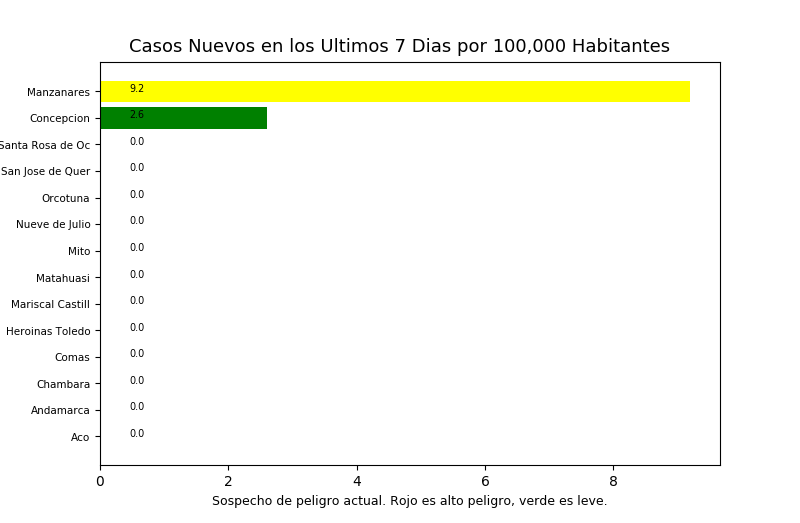 Casos Nuevos en los Ultimos 7 Dias por 100,000 Habitantes
Manzanares 9.2
Concepcion 2.6
Santa Rosa de Oc 0.0
San Jose de Quer 0.0
Orcotuna 0.0
Nueve de Julio 0.0
Mito 0.0
Matahuasi 0.0
Mariscal Castill 0.0
Heroinas Toledo 0.0
Comas 0.0
Chambara 0.0
Andamarca 0.0
Aco 0.0
0 2 4 6 8
Sospecho de peligro actual. Rojo es alto peligro, verde es leve.